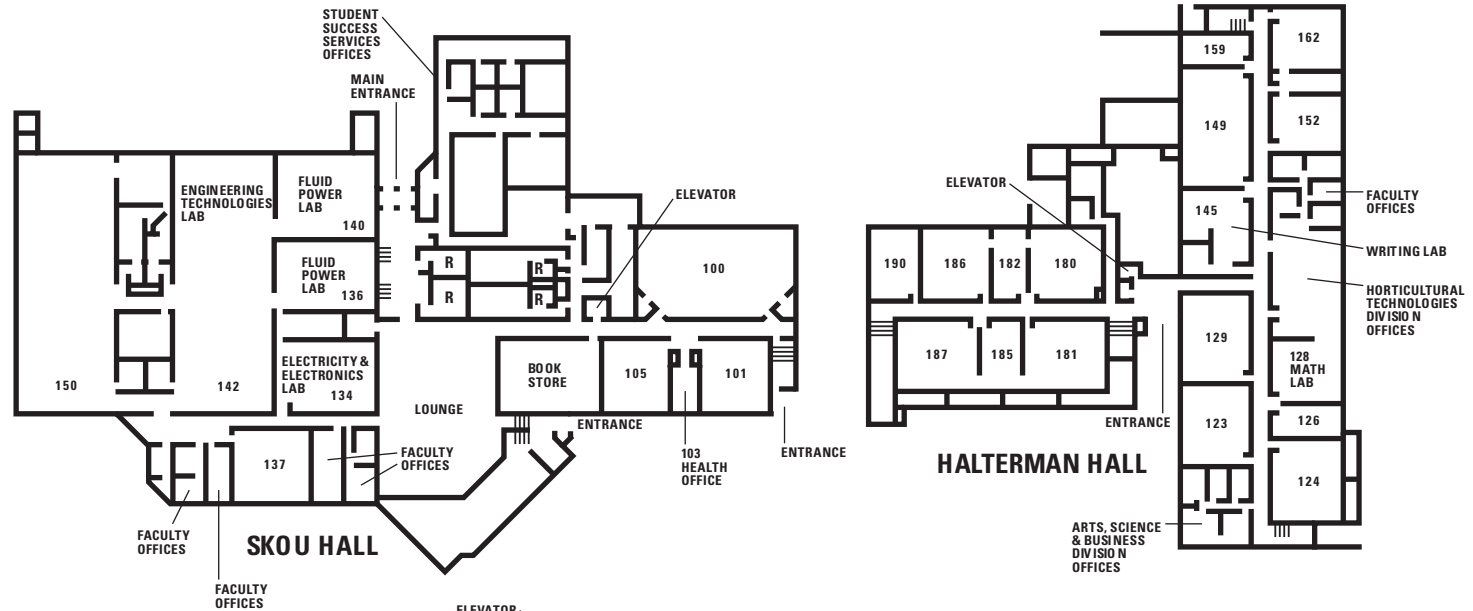 STUDENT
SUCCESS
SERVICES
OFFICES
MAIN
ENTRANCE
ENGINEERING
TECHNOLOGIES
LAB
FLUID
POWER
LAB
140
FLUID
POWER
LAB
136
ELECTRICITY &
ELECTRONICS
LAB
134
150
142
R
R
R
R
ELEVATOR
100
BOOK
STORE
105
101
LOUNGE
ENTRANCE
103
HEALTH
OFFICE
ENTRANCE
137
FACULTY
OFFICES
FACULTY
OFFICES
FACULTY
OFFICES
SKOU HALL
ELEVATOR
159
162
149
152
ELEVATOR
145
FACULTY
OFFICES
WRITING LAB
HORTICULTURAL
TECHNOLOGIES
DIVISION
OFFICES
190
186
182
180
187
185
181
129
128
MATH
LAB
123
126
124
ENTRANCE
HALTERMAN HALL
ARTS, SCIENCE
& BUSINESS
DIVISION
OFFICES